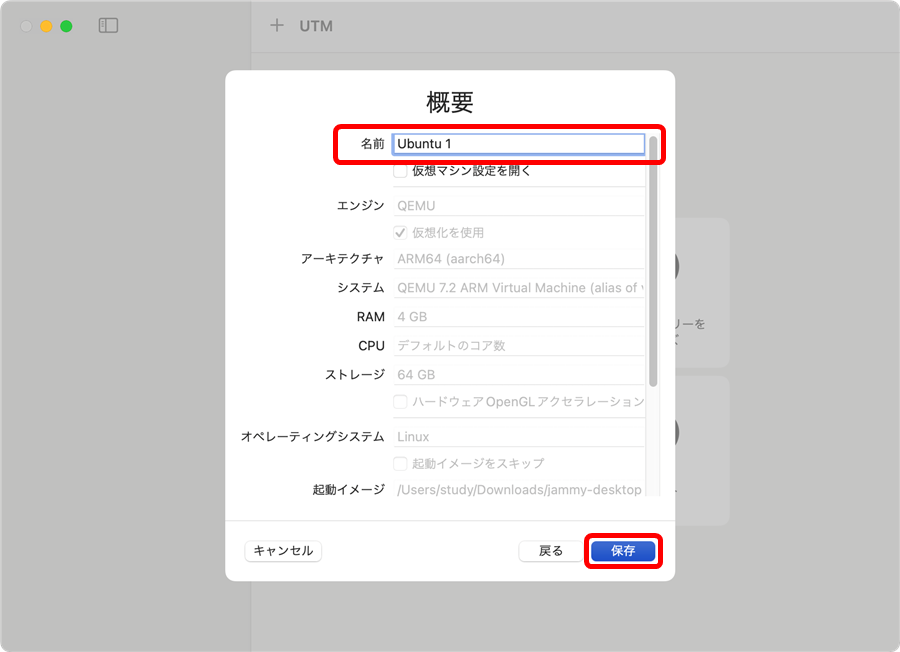 UTM
概要
名前 Ubuntu 1
仮想マシン設定を開く
エンジン QEMU
仮想化を使用
アーキテクチャ ARM64 (aarch64)
システム QEMU 7.2 ARM Virtual Machine (alias of
RAM 4 GB
CPU デフォルトのコア数
ストレージ 64 GB
ハードウェアOpenGLアクセラレーション
オペレーティングシステム Linux
起動イメージをスキップ
起動イメージ /Users/study/Downloads/jammy-desktop
リーを
キャンセル 戻る 保存